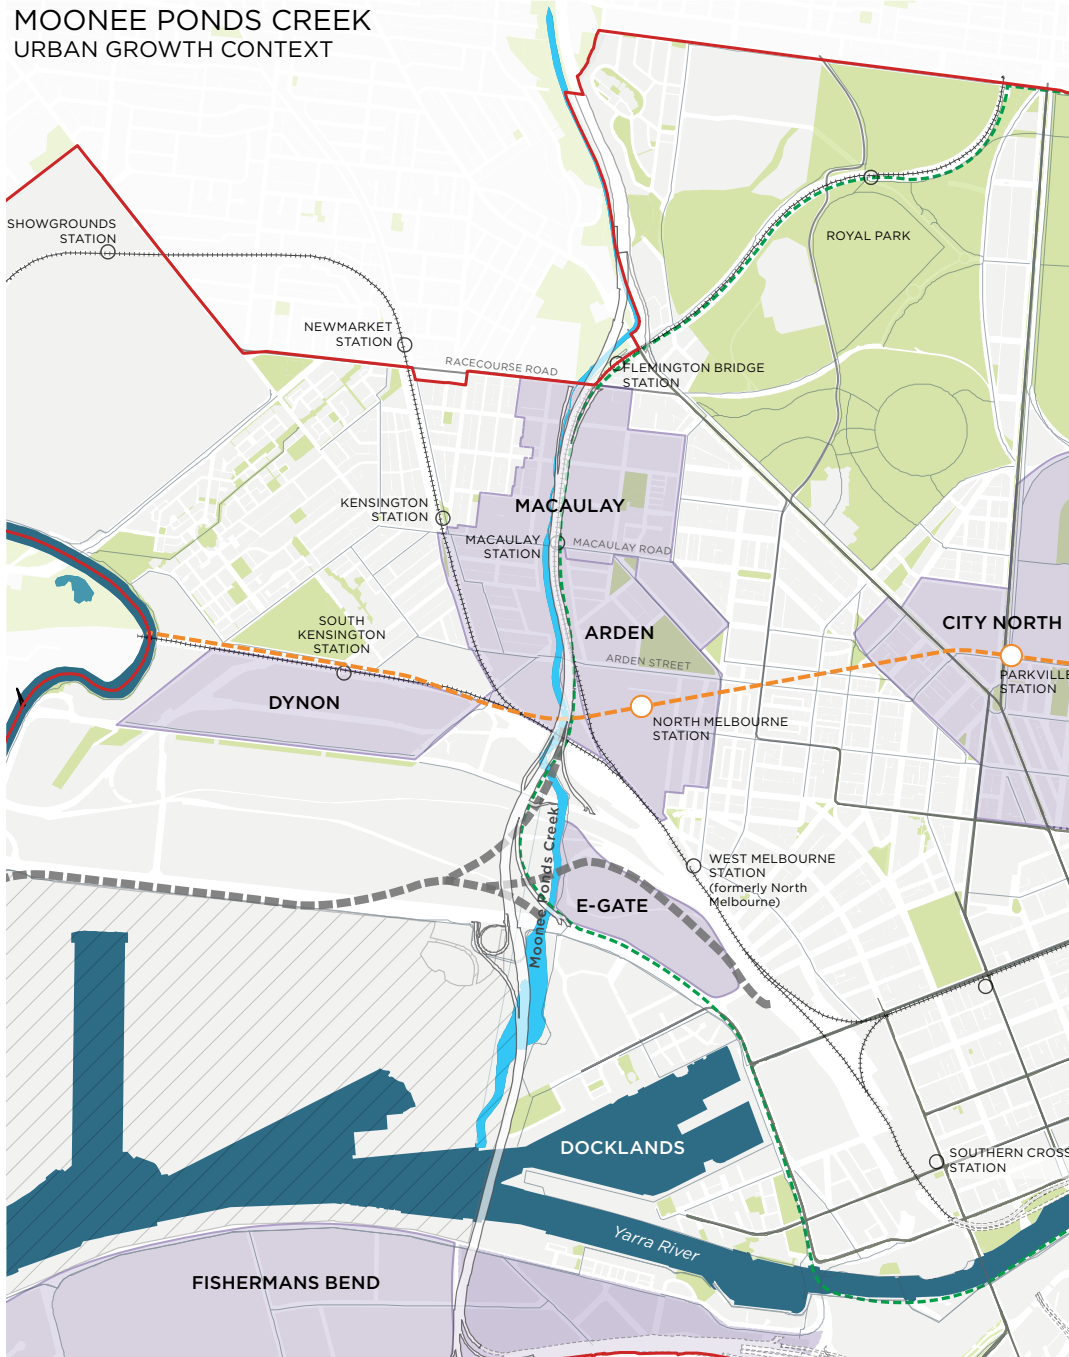 MOONEE PONDS CREEK
URBAN GROWTH CONTEXT
SHOWGROUNDS
STATION
ROYAL PARK
NEWMARKET
STATION
RACECOURSE ROAD
FLEMINGTON BRIDGE
STATION
KENSINGTON
STATION
MACAULAY
MACAULAY
STATION
MACAULAY ROAD
SOUTH
KENSINGTON
STATION
ARDEN
CITY NORTH
ARDEN STREET
PARKVILLE
STATION
DYNON
NORTH MELBOURNE
STATION
Moonee Ponds Creek
WEST MELBOURNE
STATION
(formerly North
Melbourne)
E-GATE
DOCKLANDS
SOUTHERN CROSS
STATION
Yarra River
FISHERMANS BEND